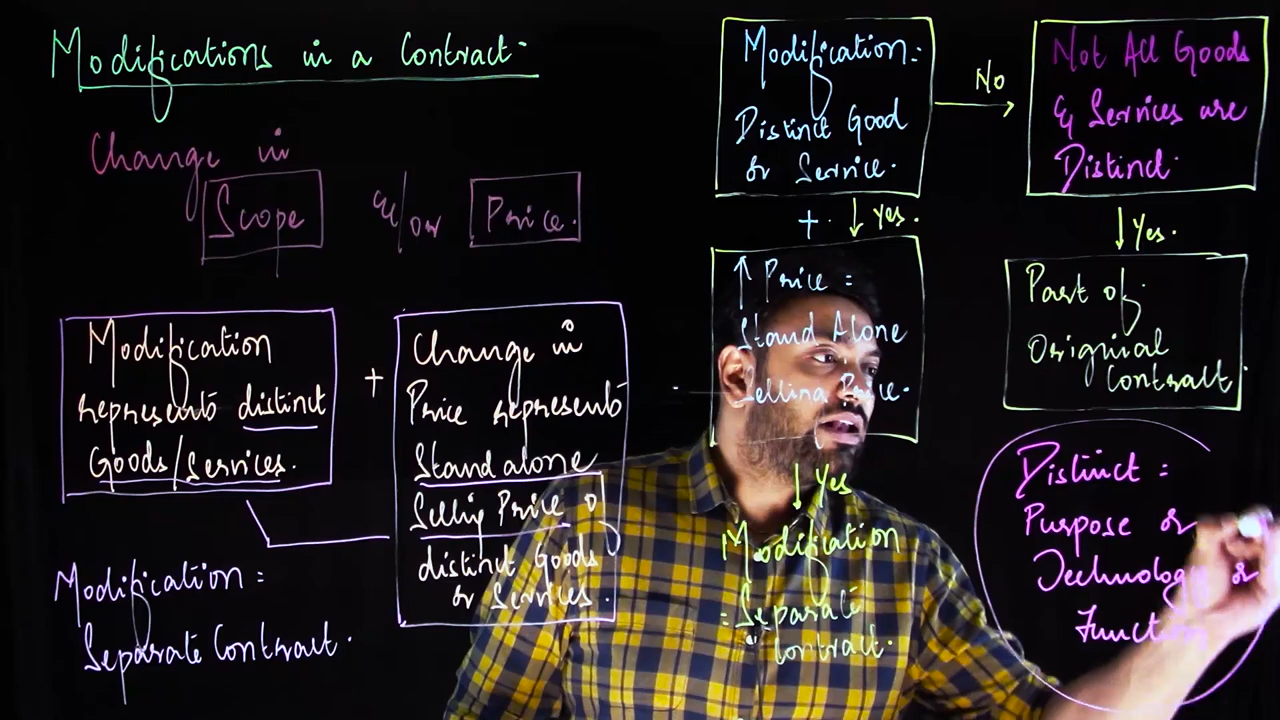 Modifications in a Contract.
Change in
Scope &/or Price.
Modification
represents distinct
Goods/Services.
+
Change in
Price represents
Stand alone
Selling Price of
distinct Goods
or Services.
Modification =
Separate Contract.
Modification =
Distinct Good
or Service.
No
Not All Goods
& Services are
Distinct.
+ Yes.
↑ Price =
Stand Alone
Selling Price.
Yes
Modification
= Separate
Contract.
Yes.
Part of
Original
Contract.
Distinct =
Purpose or
Technology or
Function